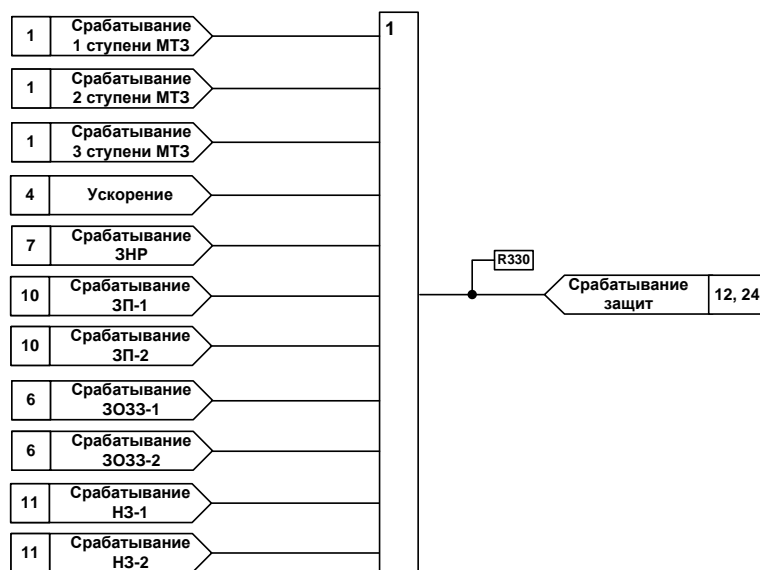 1
Срабатывание
1 ступени МТЗ
1
1
Срабатывание
2 ступени МТЗ
1
Срабатывание
3 ступени МТЗ
4
Ускорение
7
Срабатывание
ЗНР
R330
10
Срабатывание
ЗП-1
Срабатывание
защит
12, 24
10
Срабатывание
ЗП-2
6
Срабатывание
ЗОЗЗ-1
6
Срабатывание
ЗОЗЗ-2
11
Срабатывание
НЗ-1
11
Срабатывание
НЗ-2